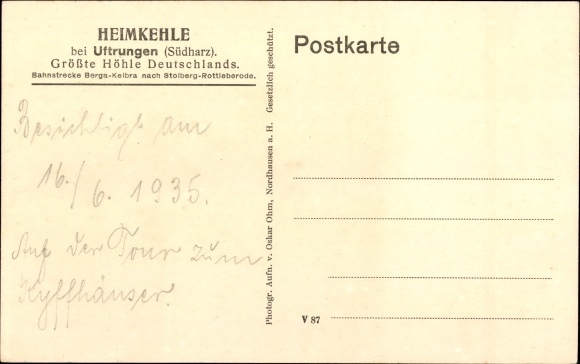 HEIMKEHLE
bei Uftrungen (Südharz).
Größte Höhle Deutschlands.
Bahnstrecke Berga-Kelbra nach Stolberg-Rottleberode.
Besichtigt am
16./6. 1935.
Auf der Tour zum
Kyffhäuser.
Photogr. Aufn. v. Oskar Ohm, Nordhausen a. H. Gesetzlich geschützt.
Postkarte
V 87